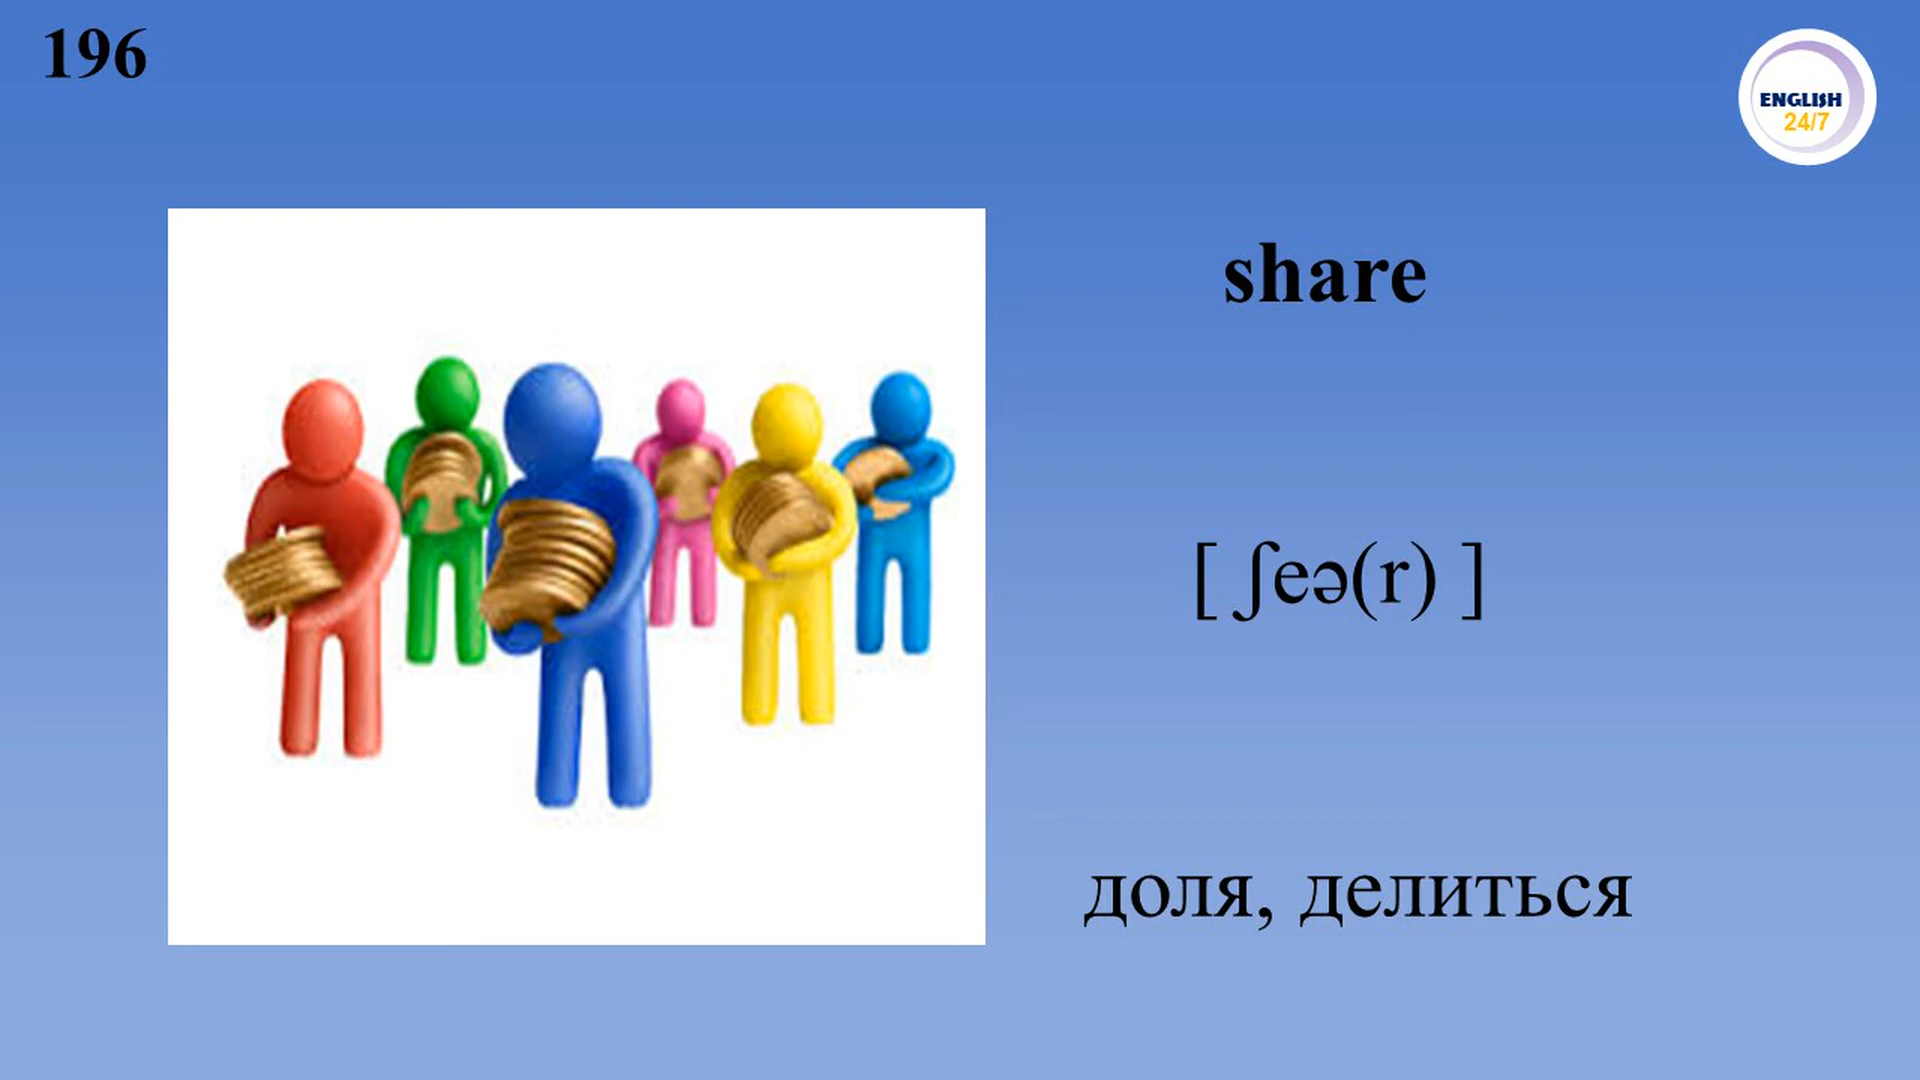 196
ENGLISH
24/7
share
[ ʃeə(r) ]
доля, делиться